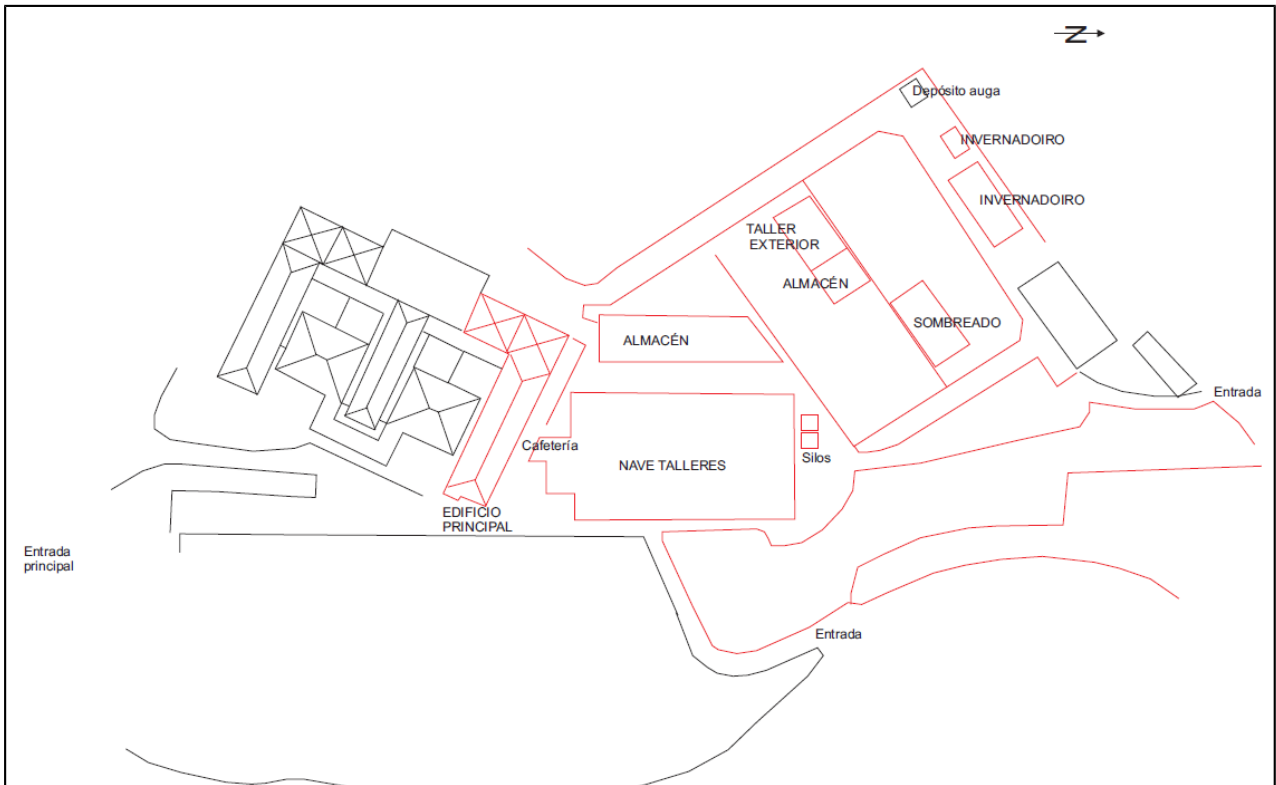 N
Depósito auga
INVERNADOIRO
INVERNADOIRO
TALLER
EXTERIOR
ALMACÉN
SOMBREADO
ALMACÉN
Entrada
Cafetería
NAVE TALLERES
Silos
EDIFICIO
PRINCIPAL
Entrada
principal
Entrada